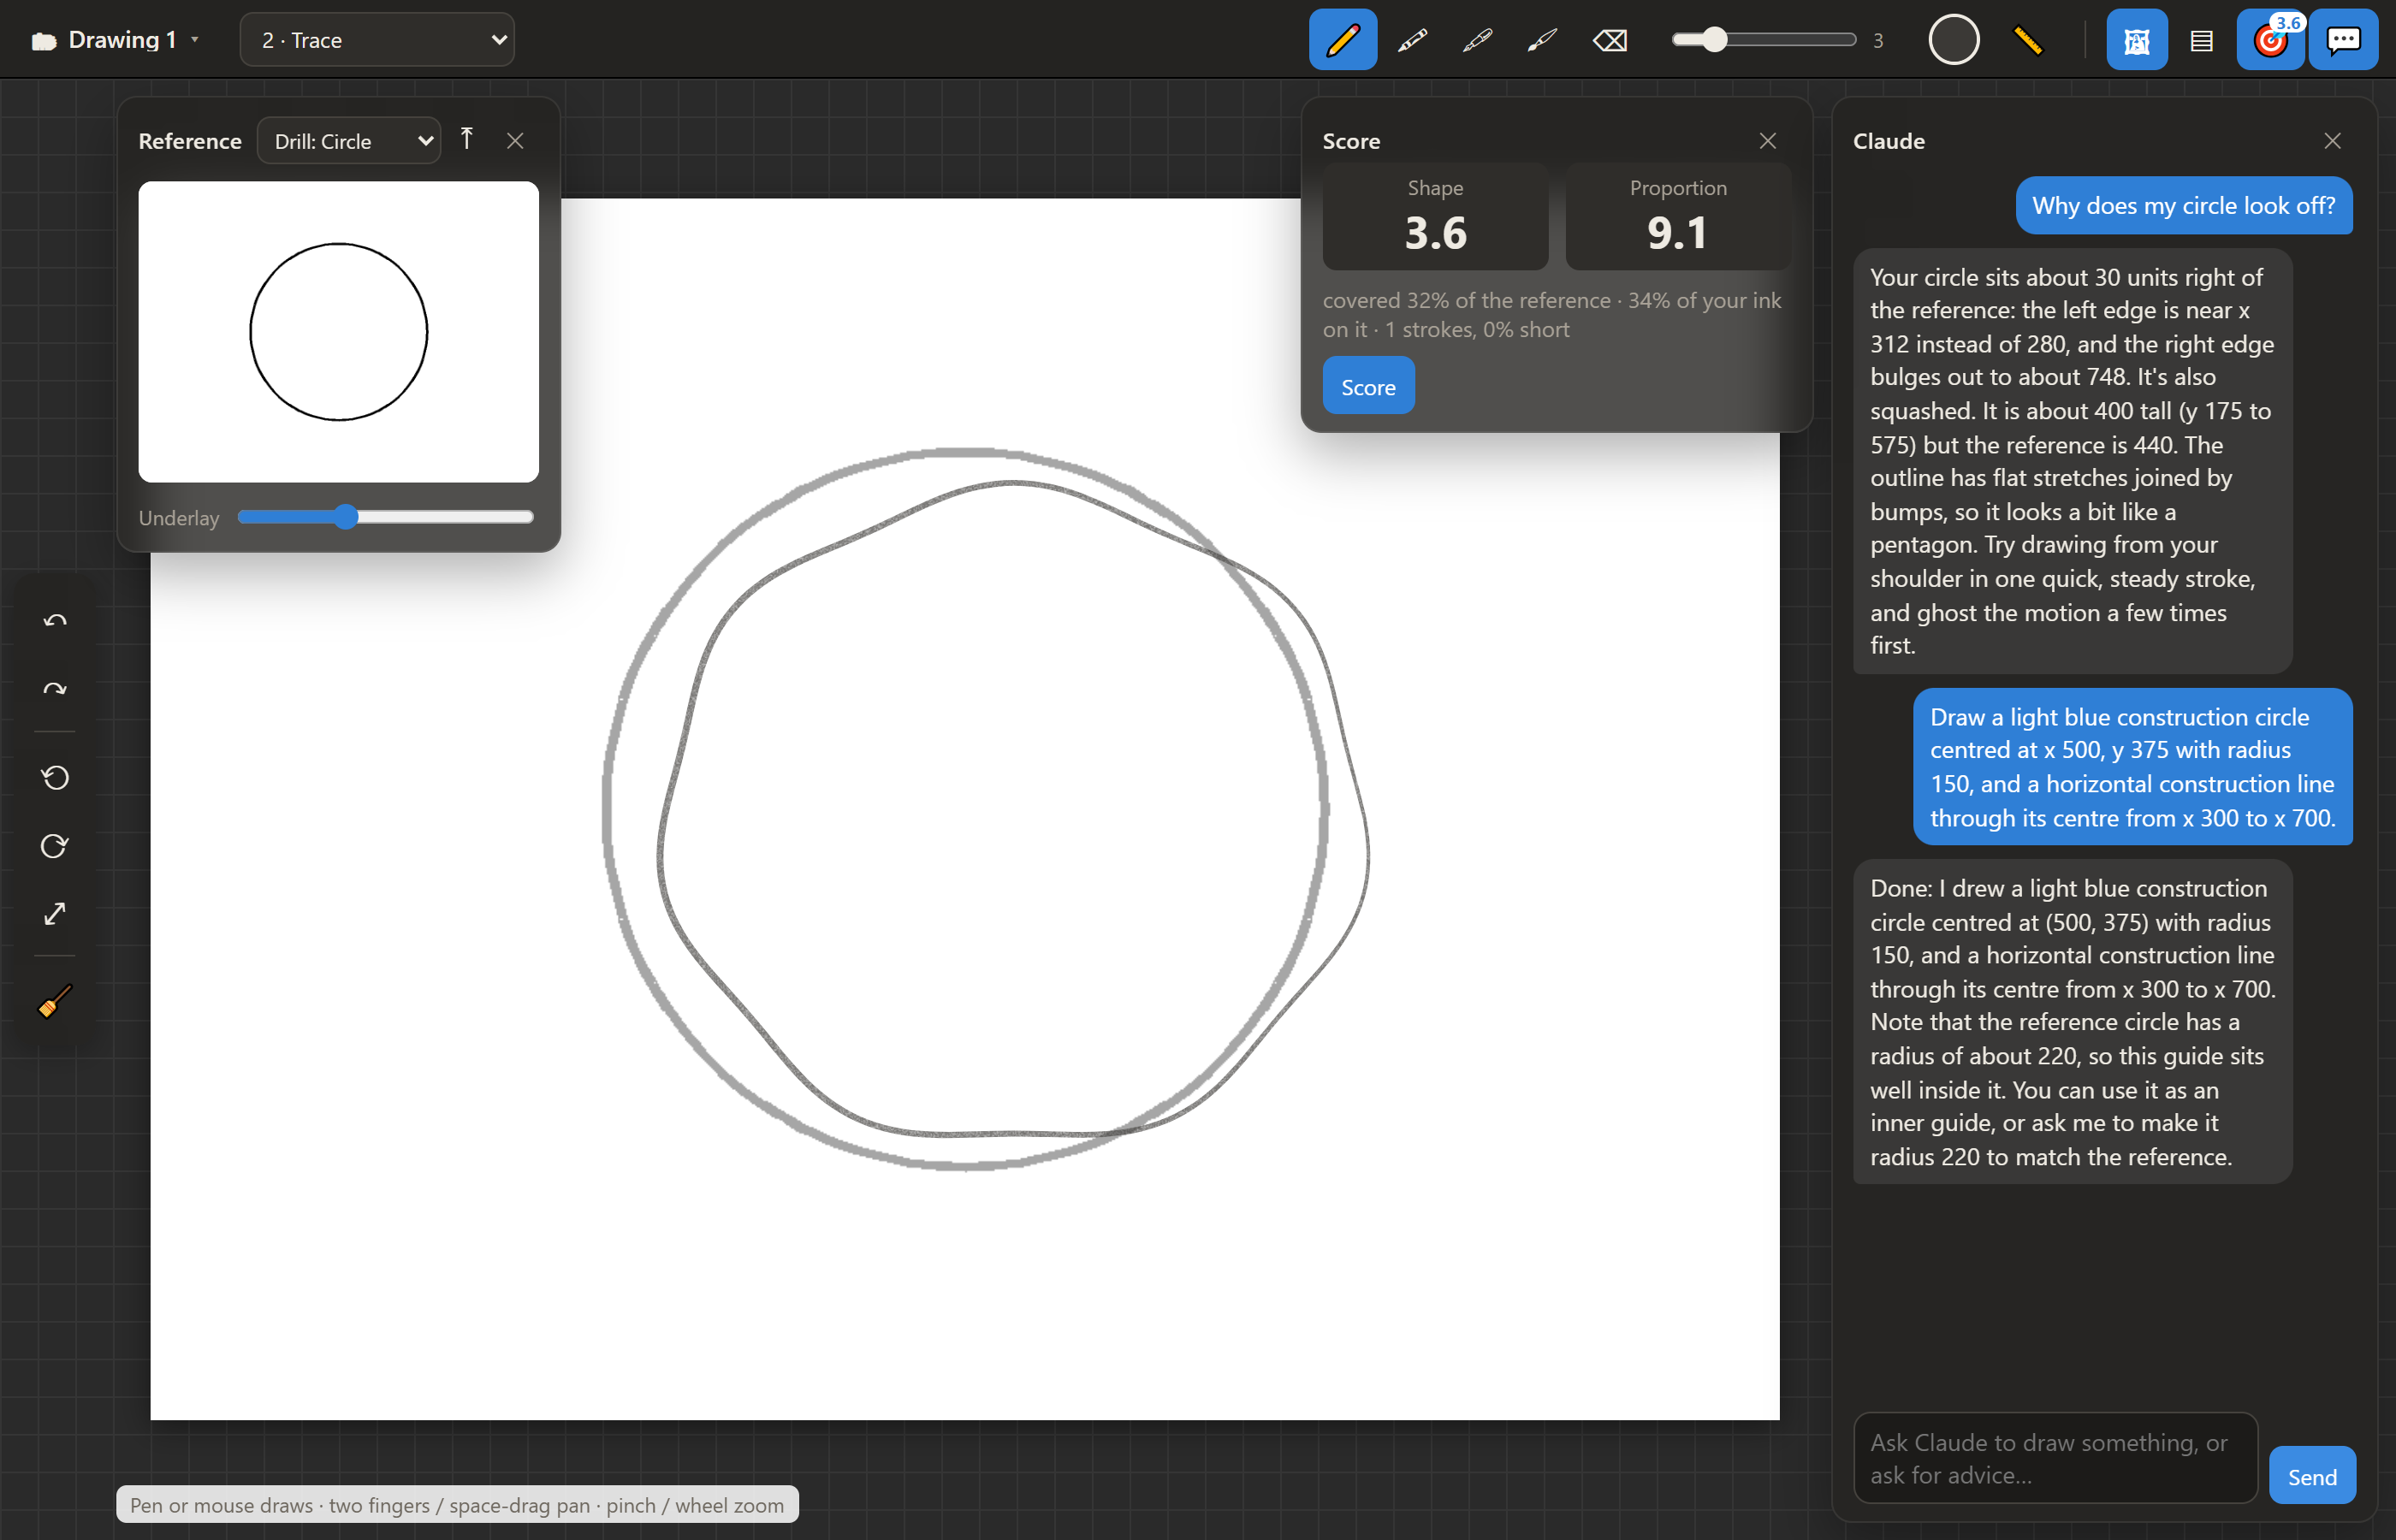 Drawing 1
2 · Trace
3
3.6
Reference
Drill: Circle
Underlay
Score
Shape
3.6
Proportion
9.1
covered 32% of the reference · 34% of your ink
on it · 1 strokes, 0% short
Score
Claude
Why does my circle look off?
Your circle sits about 30 units right of
the reference: the left edge is near x
312 instead of 280, and the right edge
bulges out to about 748. It's also
squashed. It is about 400 tall (y 175 to
575) but the reference is 440. The
outline has flat stretches joined by
bumps, so it looks a bit like a
pentagon. Try drawing from your
shoulder in one quick, steady stroke,
and ghost the motion a few times
first.
Draw a light blue construction circle
centred at x 500, y 375 with radius
150, and a horizontal construction line
through its centre from x 300 to x 700.
Done: I drew a light blue construction
circle centred at (500, 375) with radius
150, and a horizontal construction line
through its centre from x 300 to x 700.
Note that the reference circle has a
radius of about 220, so this guide sits
well inside it. You can use it as an
inner guide, or ask me to make it
radius 220 to match the reference.
Ask Claude to draw something, or
ask for advice...
Send
Pen or mouse draws · two fingers / space-drag pan · pinch / wheel zoom